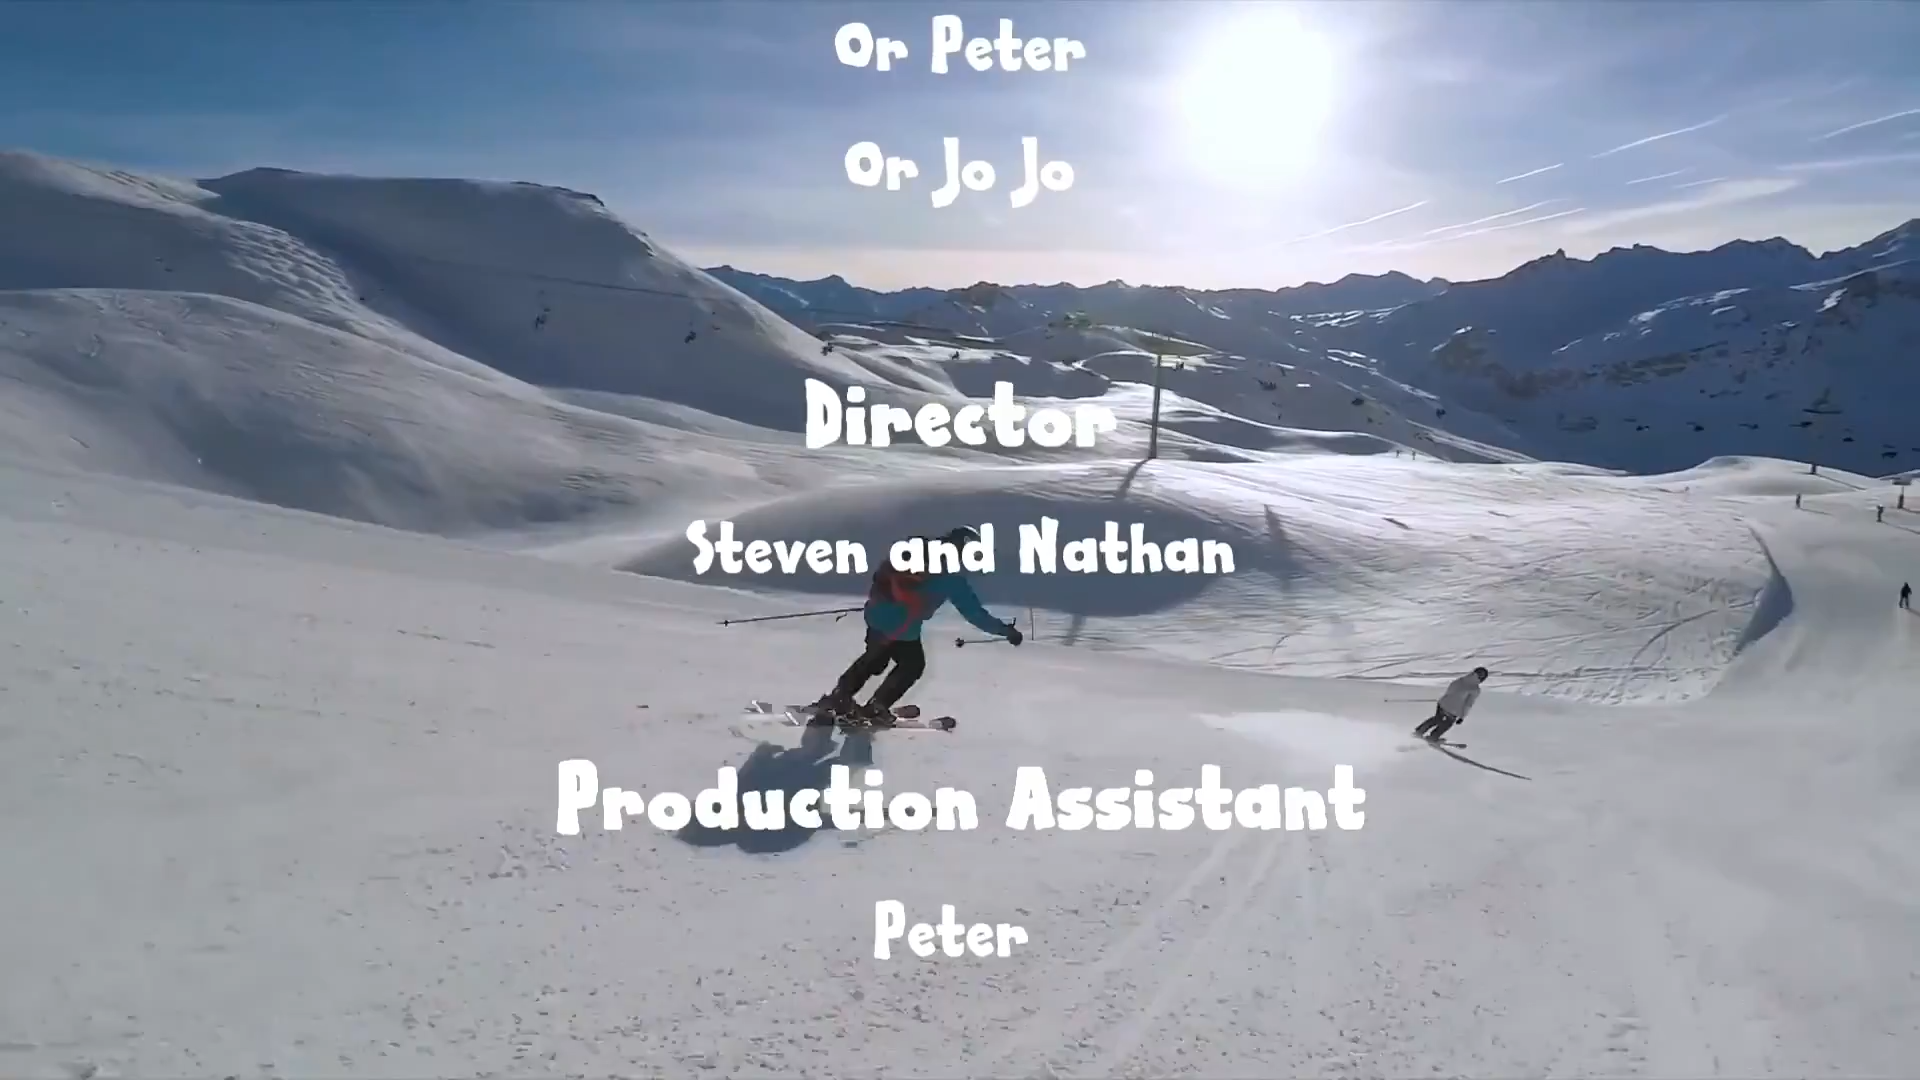 Or Peter
Or Jo Jo
Director
Steven and Nathan
Production Assistant
Peter